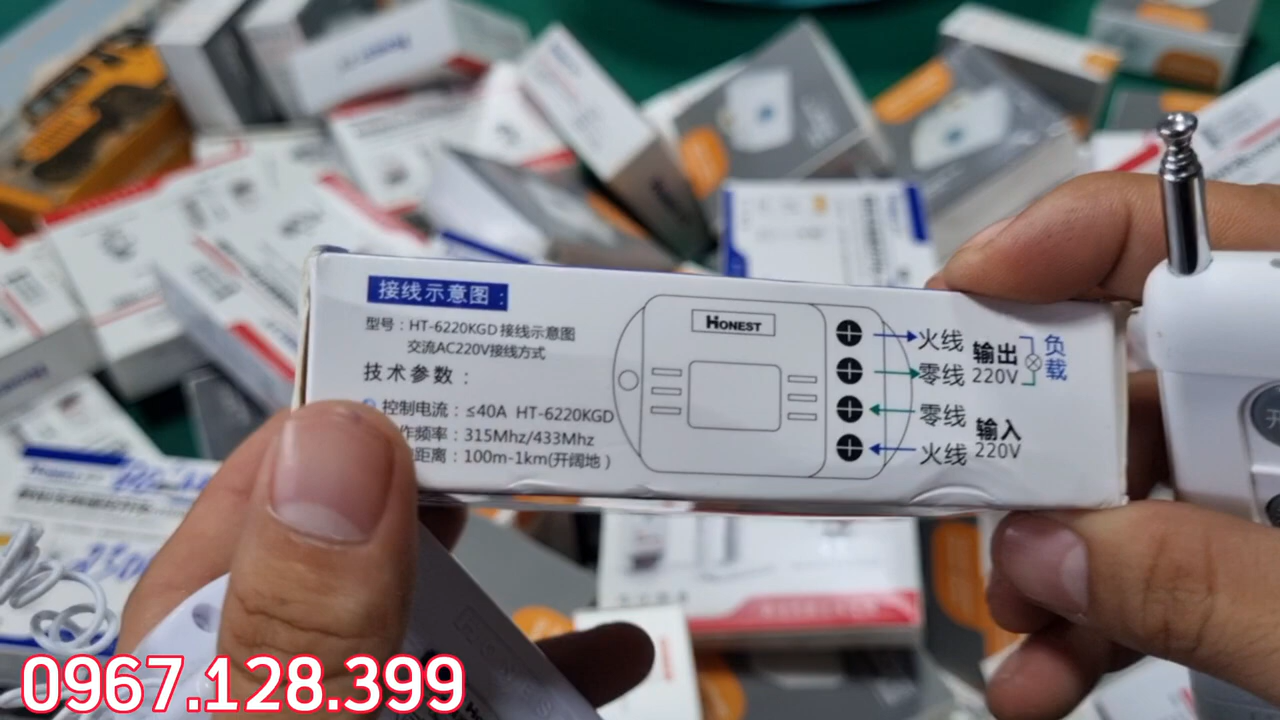 接线示意图:
型号:HT-6220KGD 接线示意图
交流AC220V接线方式
技术参数:
控制电流:≤40A HT-6220KGD
作频率:315Mhz/433Mhz
距离:100m-1km(开阔地)
HONEST
火线
零线
输出
220V
负载
零线
火线
输入
220V
开
0967.128.399